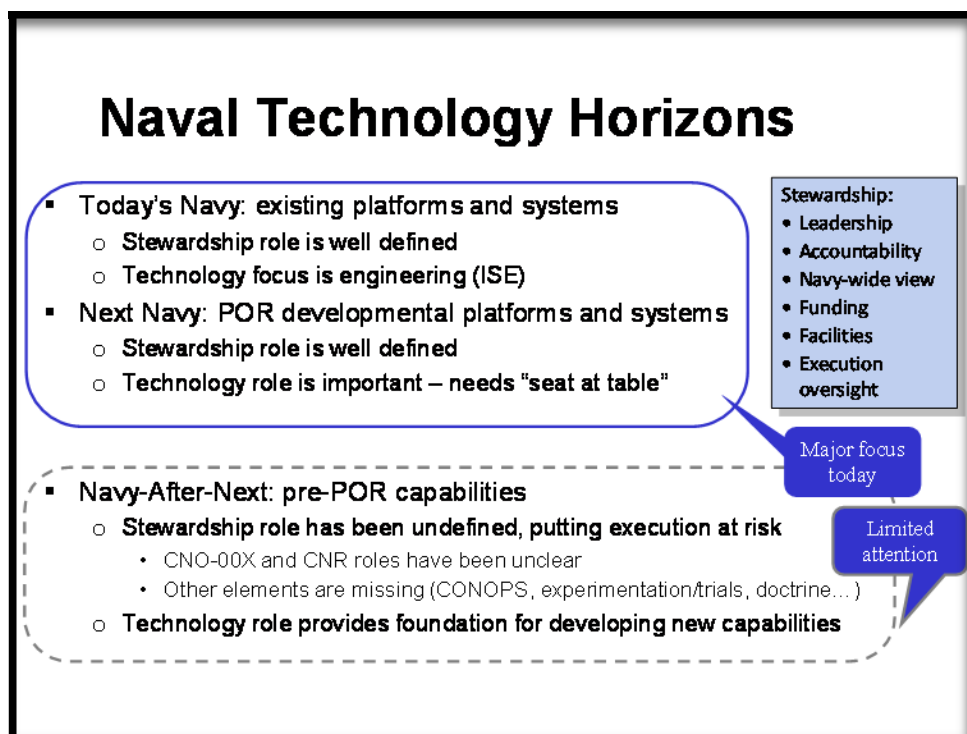 Naval Technology Horizons
▪ Today's Navy: existing platforms and systems
o Stewardship role is well defined
o Technology focus is engineering (ISE)
▪ Next Navy: POR developmental platforms and systems
o Stewardship role is well defined
o Technology role is important – needs “seat at table”
Stewardship:
• Leadership
• Accountability
• Navy-wide view
• Funding
• Facilities
• Execution
oversight
Major focus
today
▪ Navy-After-Next: pre-POR capabilities
o Stewardship role has been undefined, putting execution at risk
• CNO-00X and CNR roles have been unclear
• Other elements are missing (CONOPS, experimentation/trials, doctrine…)
o Technology role provides foundation for developing new capabilities
Limited
attention